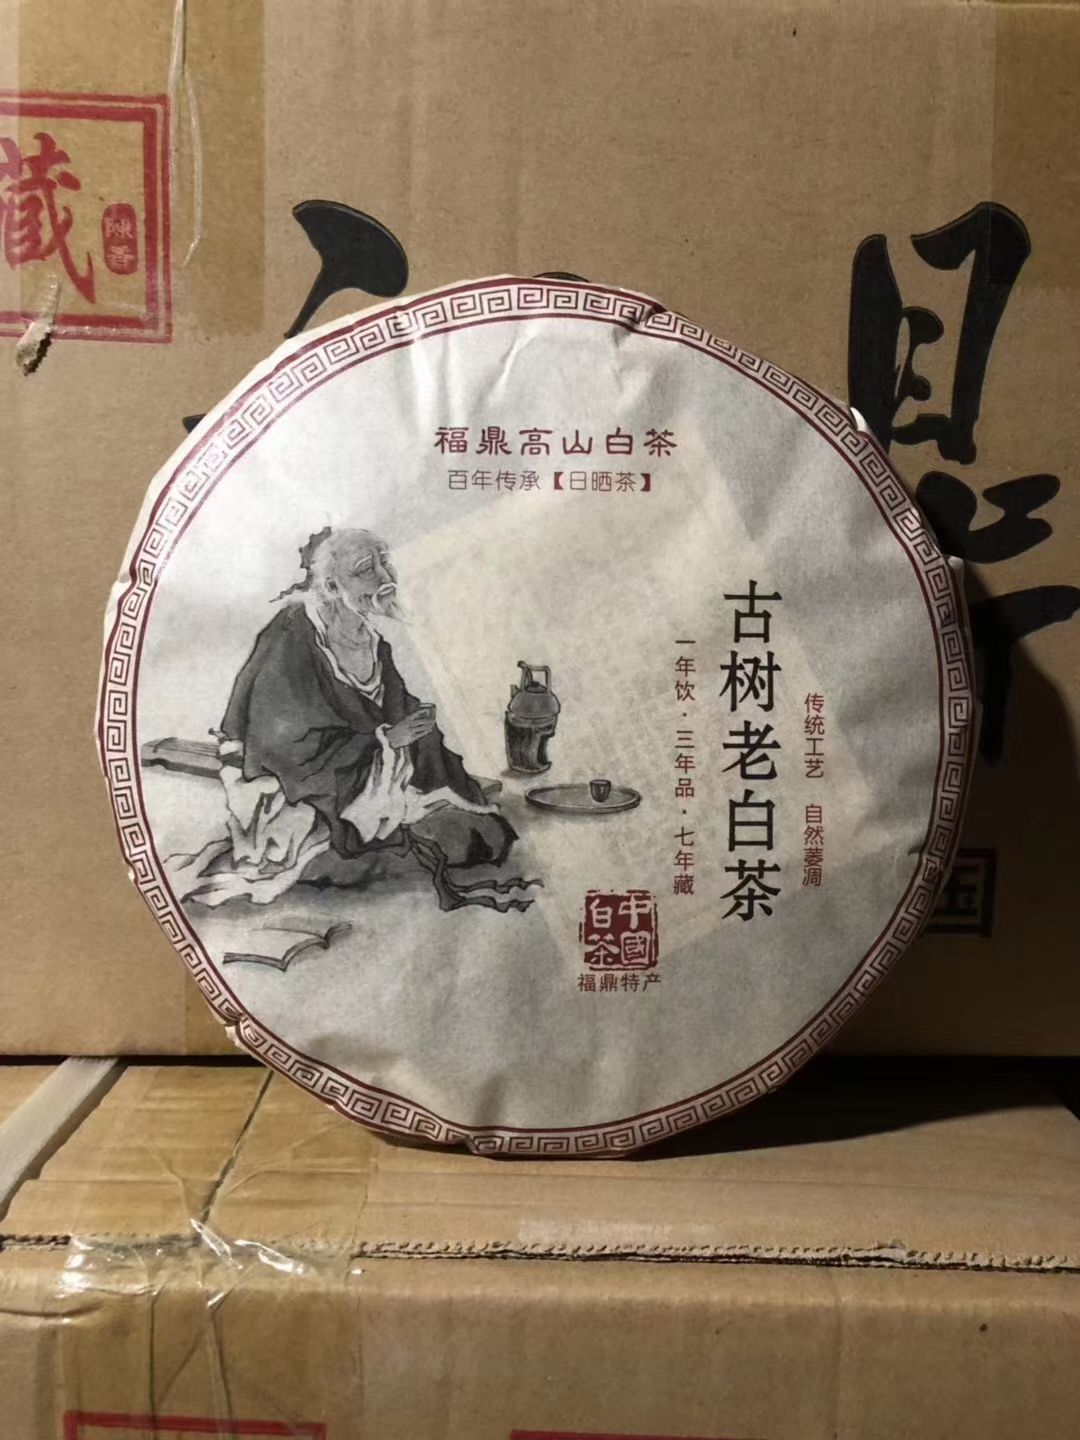 藏
陳香
福鼎高山白茶
百年传承【日晒茶】
传统工艺 自然萎凋
古树老白茶
一年饮·三年品·七年藏
中國
白茶
福鼎特产